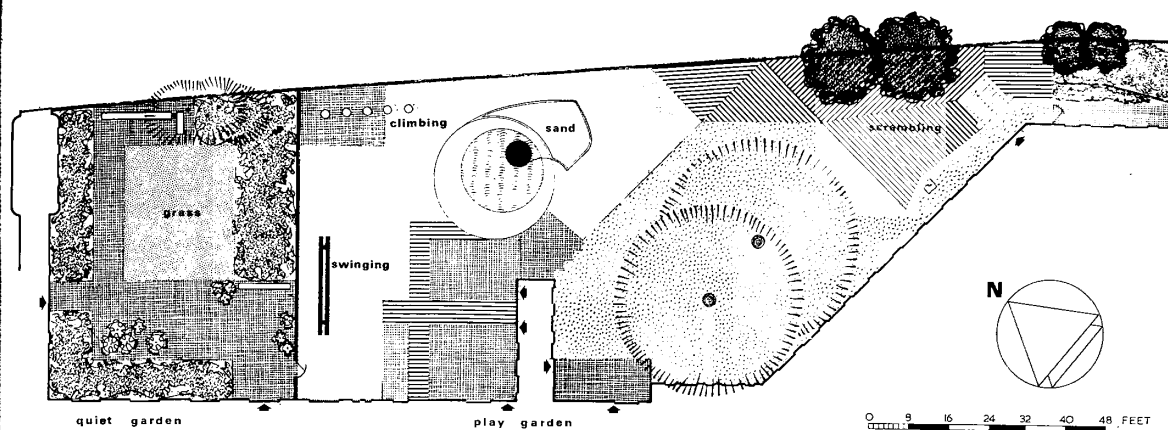 climbing
sand
scrambling
grass
swinging
N
quiet garden
play garden
0 8 16 24 32 40 48 FEET